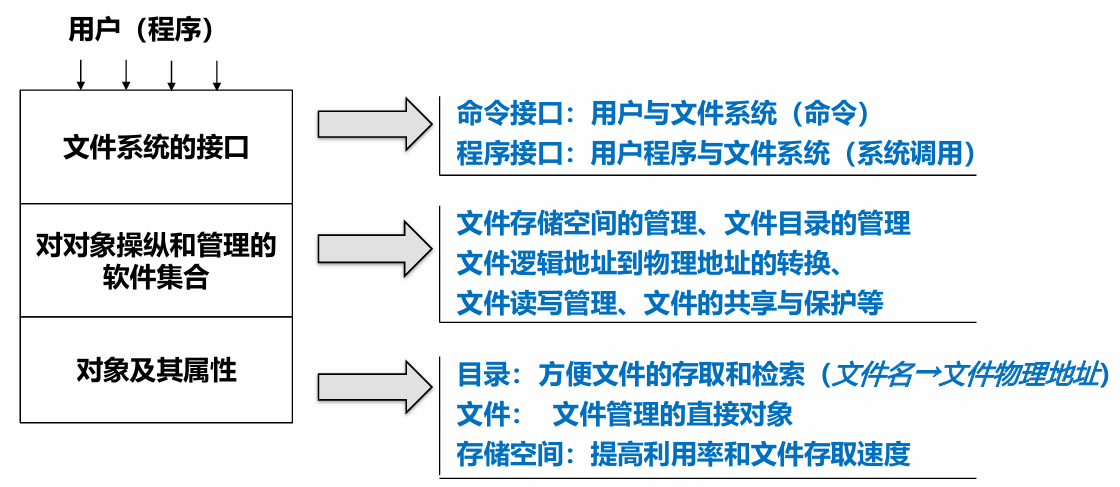 用户（程序）
文件系统的接口
命令接口：用户与文件系统（命令）
程序接口：用户程序与文件系统（系统调用）
对对象操纵和管理的
软件集合
文件存储空间的管理、文件目录的管理
文件逻辑地址到物理地址的转换、
文件读写管理、文件的共享与保护等
对象及其属性
目录：方便文件的存取和检索（文件名→文件物理地址）
文件： 文件管理的直接对象
存储空间：提高利用率和文件存取速度